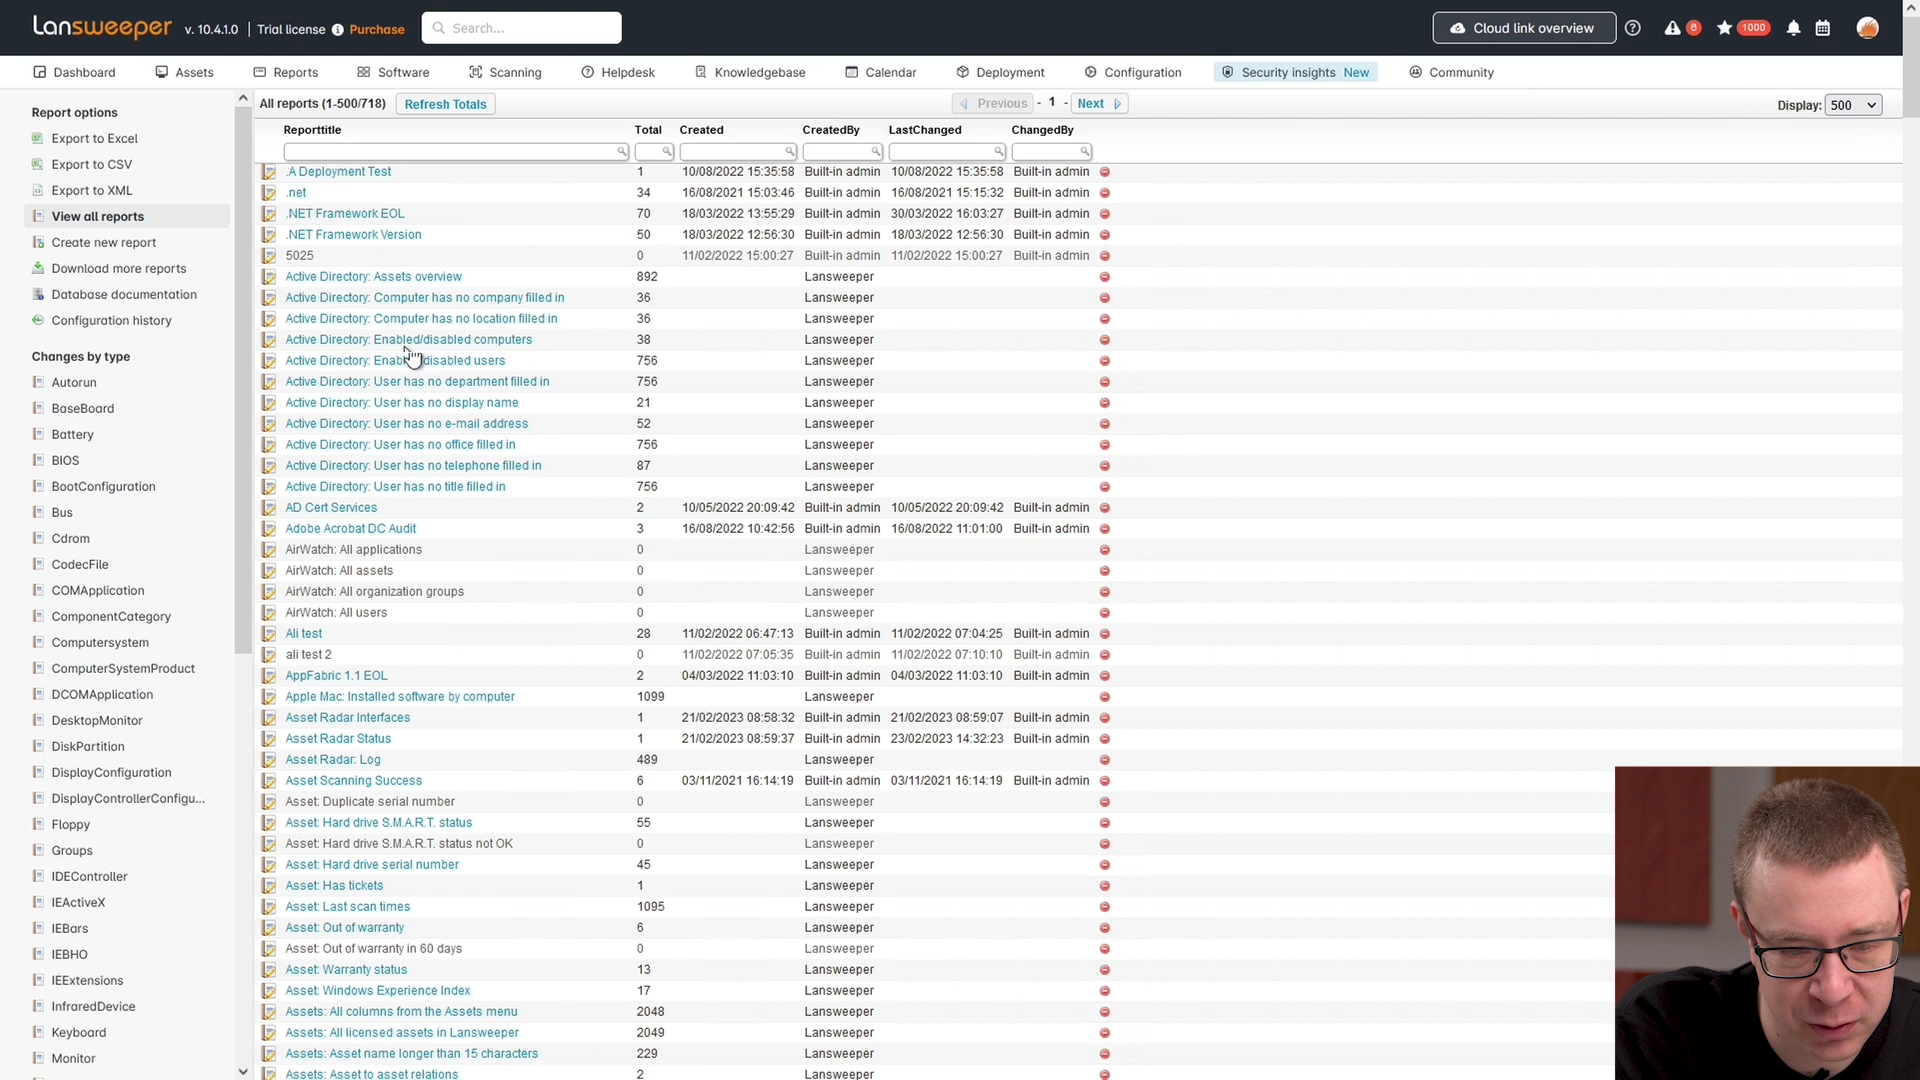 Lansweeper v. 10.4.1.0 Trial license Purchase Search... Cloud link overview 6 1000
Dashboard Assets Reports Software Scanning Helpdesk Knowledgebase Calendar Deployment Configuration Security insights New Community
Report options
Export to Excel
Export to CSV
Export to XML
View all reports
Create new report
Download more reports
Database documentation
Configuration history
Changes by type
Autorun
BaseBoard
Battery
BIOS
BootConfiguration
Bus
Cdrom
CodecFile
COMApplication
ComponentCategory
Computersystem
ComputerSystemProduct
DCOMApplication
DesktopMonitor
DiskPartition
DisplayConfiguration
DisplayControllerConfigu...
Floppy
Groups
IDEController
IEActiveX
IEBars
IEBHO
IEExtensions
InfraredDevice
Keyboard
Monitor
All reports (1-500/718) Refresh Totals Previous - 1 - Next Display: 500
Reporttitle Total Created CreatedBy LastChanged ChangedBy
.A Deployment Test 1 10/08/2022 15:35:58 Built-in admin 10/08/2022 15:35:58 Built-in admin
.net 34 16/08/2021 15:03:46 Built-in admin 16/08/2021 15:15:32 Built-in admin
.NET Framework EOL 70 18/03/2022 13:55:29 Built-in admin 30/03/2022 16:03:27 Built-in admin
.NET Framework Version 50 18/03/2022 12:56:30 Built-in admin 18/03/2022 12:56:30 Built-in admin
5025 0 11/02/2022 15:00:27 Built-in admin 11/02/2022 15:00:27 Built-in admin
Active Directory: Assets overview 892 Lansweeper
Active Directory: Computer has no company filled in 36 Lansweeper
Active Directory: Computer has no location filled in 36 Lansweeper
Active Directory: Enabled/disabled computers 38 Lansweeper
Active Directory: Enabled/disabled users 756 Lansweeper
Active Directory: User has no department filled in 756 Lansweeper
Active Directory: User has no display name 21 Lansweeper
Active Directory: User has no e-mail address 52 Lansweeper
Active Directory: User has no office filled in 756 Lansweeper
Active Directory: User has no telephone filled in 87 Lansweeper
Active Directory: User has no title filled in 756 Lansweeper
AD Cert Services 2 10/05/2022 20:09:42 Built-in admin 10/05/2022 20:09:42 Built-in admin
Adobe Acrobat DC Audit 3 16/08/2022 10:42:56 Built-in admin 16/08/2022 11:01:00 Built-in admin
AirWatch: All applications 0 Lansweeper
AirWatch: All assets 0 Lansweeper
AirWatch: All organization groups 0 Lansweeper
AirWatch: All users 0 Lansweeper
Ali test 28 11/02/2022 06:47:13 Built-in admin 11/02/2022 07:04:25 Built-in admin
ali test 2 0 11/02/2022 07:05:35 Built-in admin 11/02/2022 07:10:10 Built-in admin
AppFabric 1.1 EOL 2 04/03/2022 11:03:10 Built-in admin 04/03/2022 11:03:10 Built-in admin
Apple Mac: Installed software by computer 1099 Lansweeper
Asset Radar Interfaces 1 21/02/2023 08:58:32 Built-in admin 21/02/2023 08:59:07 Built-in admin
Asset Radar Status 1 21/02/2023 08:59:37 Built-in admin 23/02/2023 14:32:23 Built-in admin
Asset Radar: Log 489 Lansweeper
Asset Scanning Success 6 03/11/2021 16:14:19 Built-in admin 03/11/2021 16:14:19 Built-in admin
Asset: Duplicate serial number 0 Lansweeper
Asset: Hard drive S.M.A.R.T. status 55 Lansweeper
Asset: Hard drive S.M.A.R.T. status not OK 0 Lansweeper
Asset: Hard drive serial number 45 Lansweeper
Asset: Has tickets 1 Lansweeper
Asset: Last scan times 1095 Lansweeper
Asset: Out of warranty 6 Lansweeper
Asset: Out of warranty in 60 days 0 Lansweeper
Asset: Warranty status 13 Lansweeper
Asset: Windows Experience Index 17 Lansweeper
Assets: All columns from the Assets menu 2048 Lansweeper
Assets: All licensed assets in Lansweeper 2049 Lansweeper
Assets: Asset name longer than 15 characters 229 Lansweeper
Assets: Asset to asset relations 2 Lansweeper